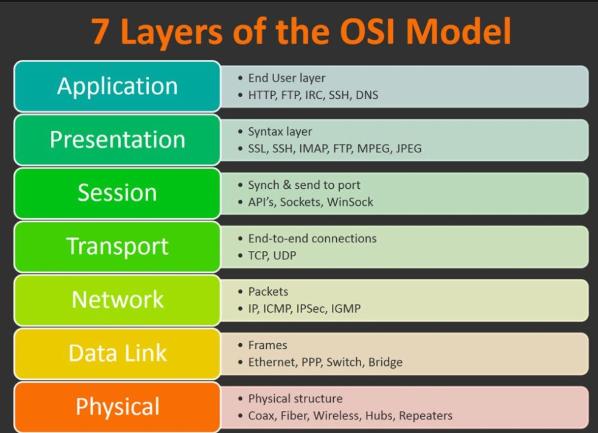 7 Layers of the OSI Model
Application
• End User layer
• HTTP, FTP, IRC, SSH, DNS
Presentation
• Syntax layer
• SSL, SSH, IMAP, FTP, MPEG, JPEG
Session
• Synch & send to port
• API's, Sockets, WinSock
Transport
• End-to-end connections
• TCP, UDP
Network
• Packets
• IP, ICMP, IPSec, IGMP
Data Link
• Frames
• Ethernet, PPP, Switch, Bridge
Physical
• Physical structure
• Coax, Fiber, Wireless, Hubs, Repeaters